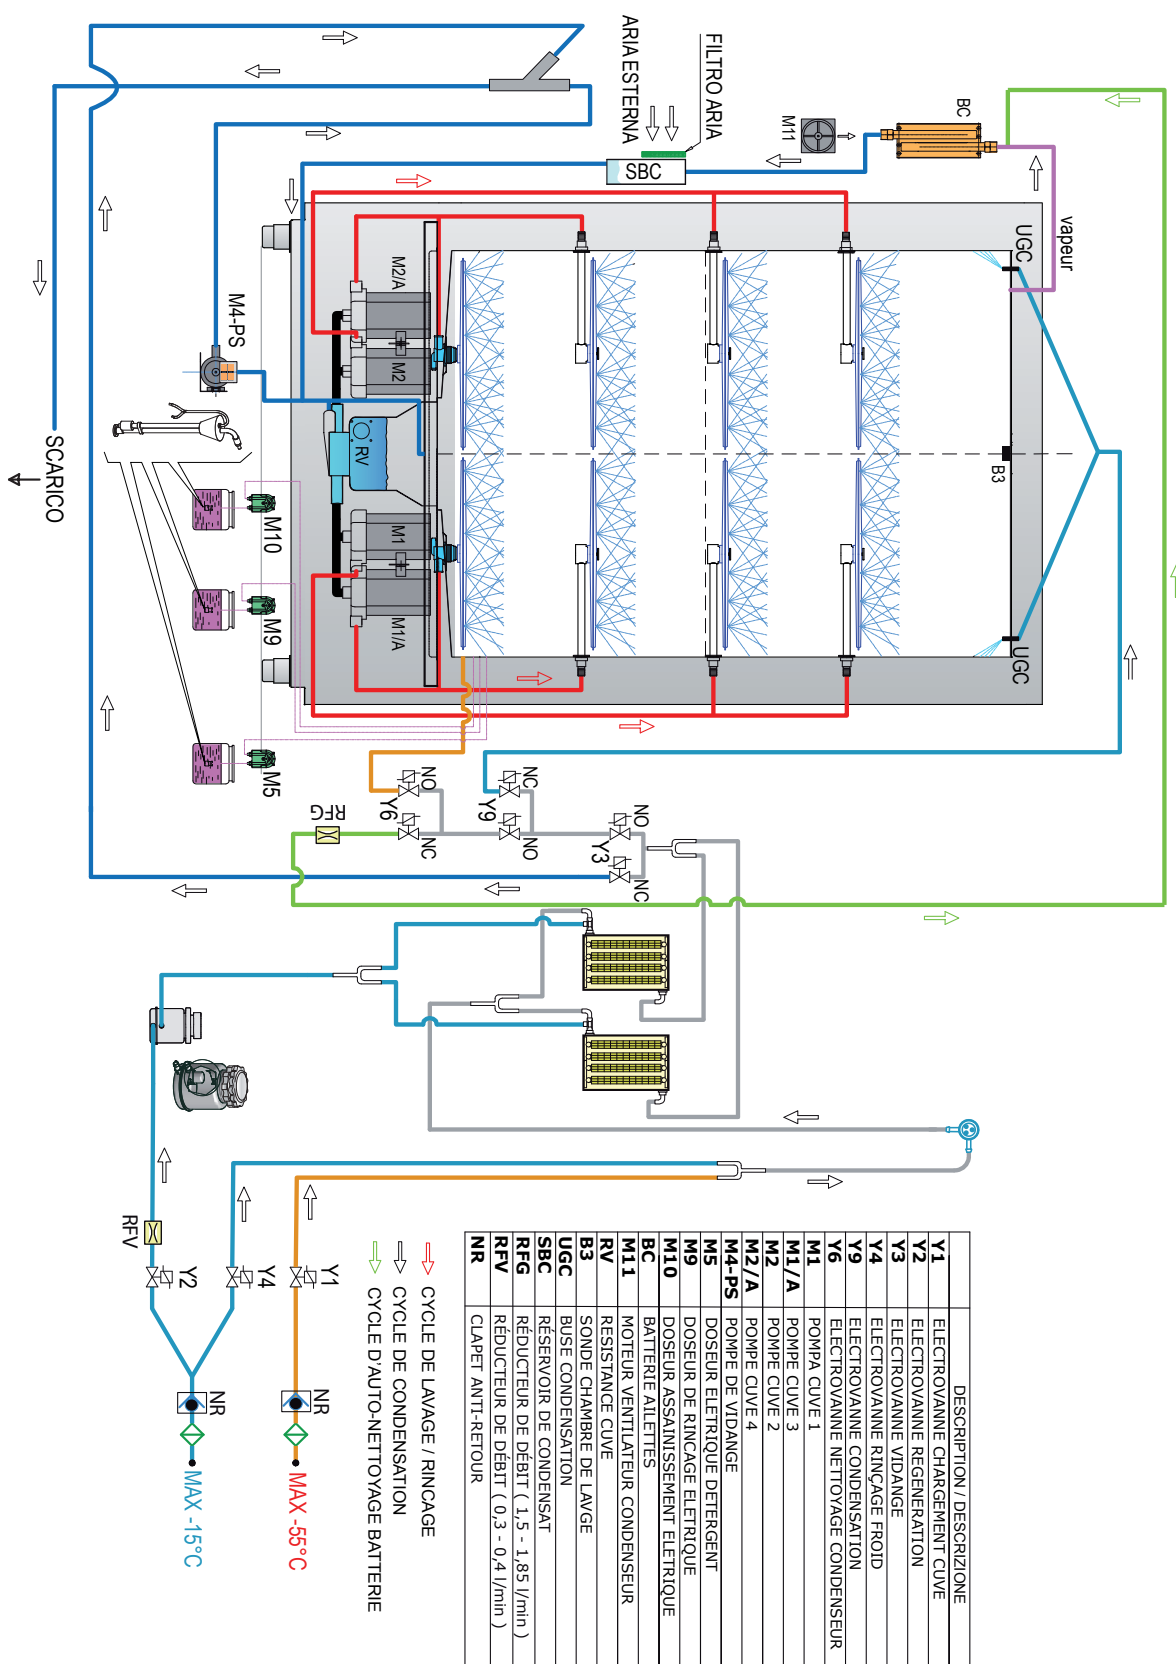 ARIA ESTERNA
FILTRO ARIA
SBC
M11
BC
vapeur
UGC
B3
UGC
M2/A
M2
RV
M1
M1/A
M4-PS
SCARICO
M10
M9
M5
NO
Y6
NC
RFG
NC
Y9
NO
NO
Y3
NC
RFV
Y2
Y4
Y1
NR
NR
MAX -15°C
MAX -55°C
DESCRIPTION / DESCRIZIONE
Y1 ELECTROVANNE CHARGEMENT CUVE
Y2 ELECTROVANNE REGENERATION
Y3 ELECTROVANNE VIDANGE
Y4 ELECTROVANNE RINÇAGE FROID
Y9 ELECTROVANNE CONDENSATION
Y6 ELECTROVANNE NETTOYAGE CONDENSEUR
M1 POMPA CUVE 1
M1/A POMPE CUVE 3
M2 POMPE CUVE 2
M2/A POMPE CUVE 4
M4-PS POMPE DE VIDANGE
M5 DOSEUR ELETRIQUE DETERGENT
M9 DOSEUR DE RINCAGE ELETRIQUE
M10 DOSEUR ASSAINISSEMENT ELETRIQUE
BC BATTERIE AILETTES
M11 MOTEUR VENTILATEUR CONDENSEUR
RV RESISTANCE CUVE
B3 SONDE CHAMBRE DE LAVGE
UGC BUSE CONDENSATION
SBC RÉSERVOIR DE CONDENSAT
RFG RÉDUCTEUR DE DÉBIT ( 1,5 - 1,85 l/min )
RFV RÉDUCTEUR DE DÉBIT ( 0,3 - 0,4 l/min )
NR CLAPET ANTI-RETOUR
CYCLE DE LAVAGE / RINCAGE
CYCLE DE CONDENSATION
CYCLE D'AUTO-NETTOYAGE BATTERIE